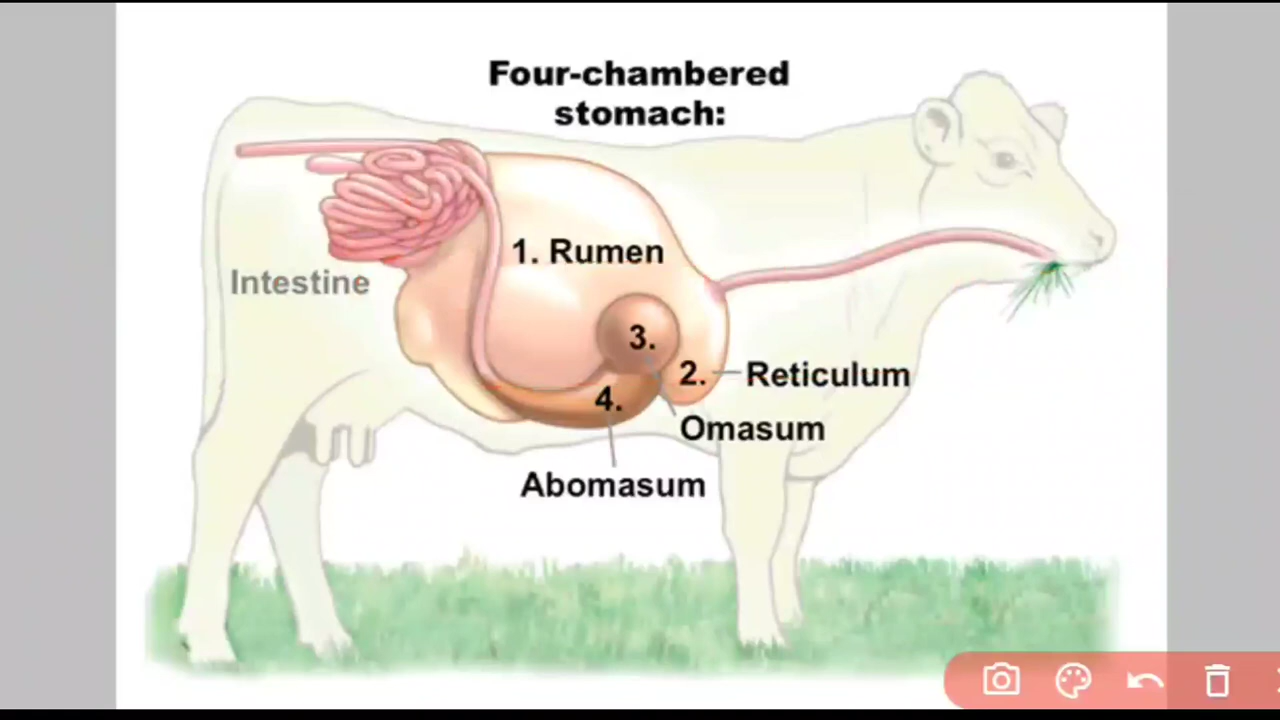 Four-chambered
stomach:
1. Rumen
Intestine
3.
2.
Reticulum
4.
Omasum
Abomasum